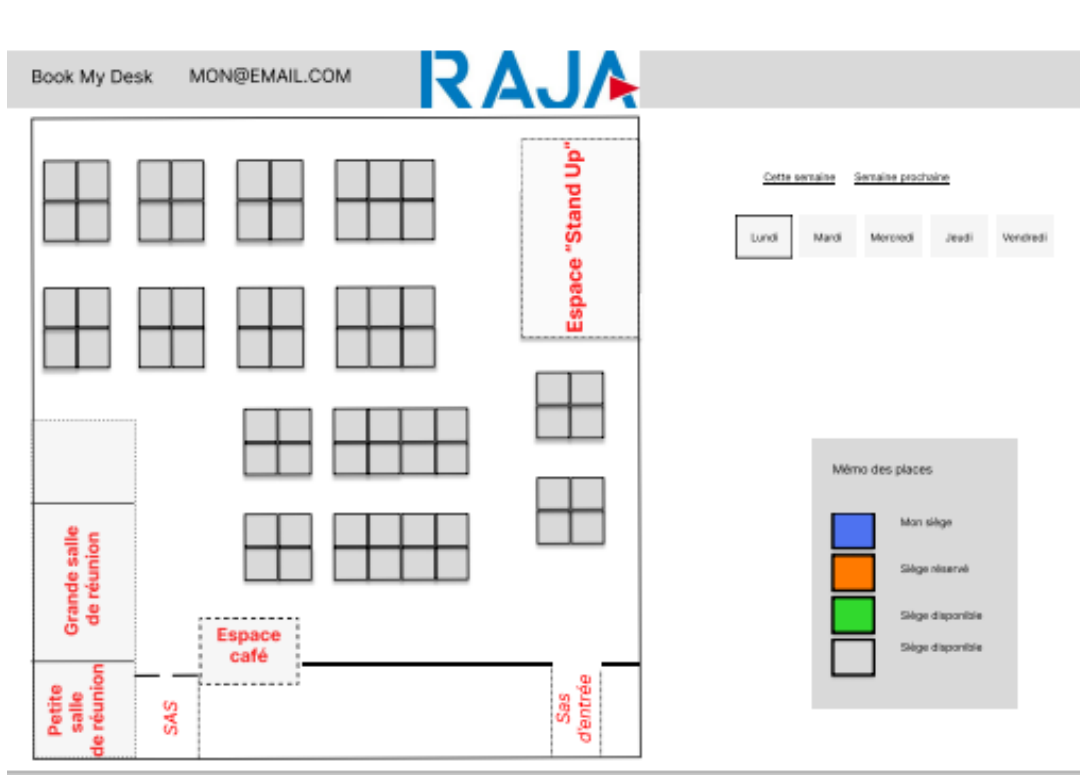 Book My Desk MON@EMAIL.COM RAJA
Espace "Stand Up"
Cette semaine Semaine prochaine
Lundi Mardi Mercredi Jeudi Vendredi
Mémo des places
Mon siège
Siège réservé
Siège disponible
Siège disponible
Grande salle
de réunion
Espace
café
Petite
salle
de réunion
SAS
Sas
d'entrée